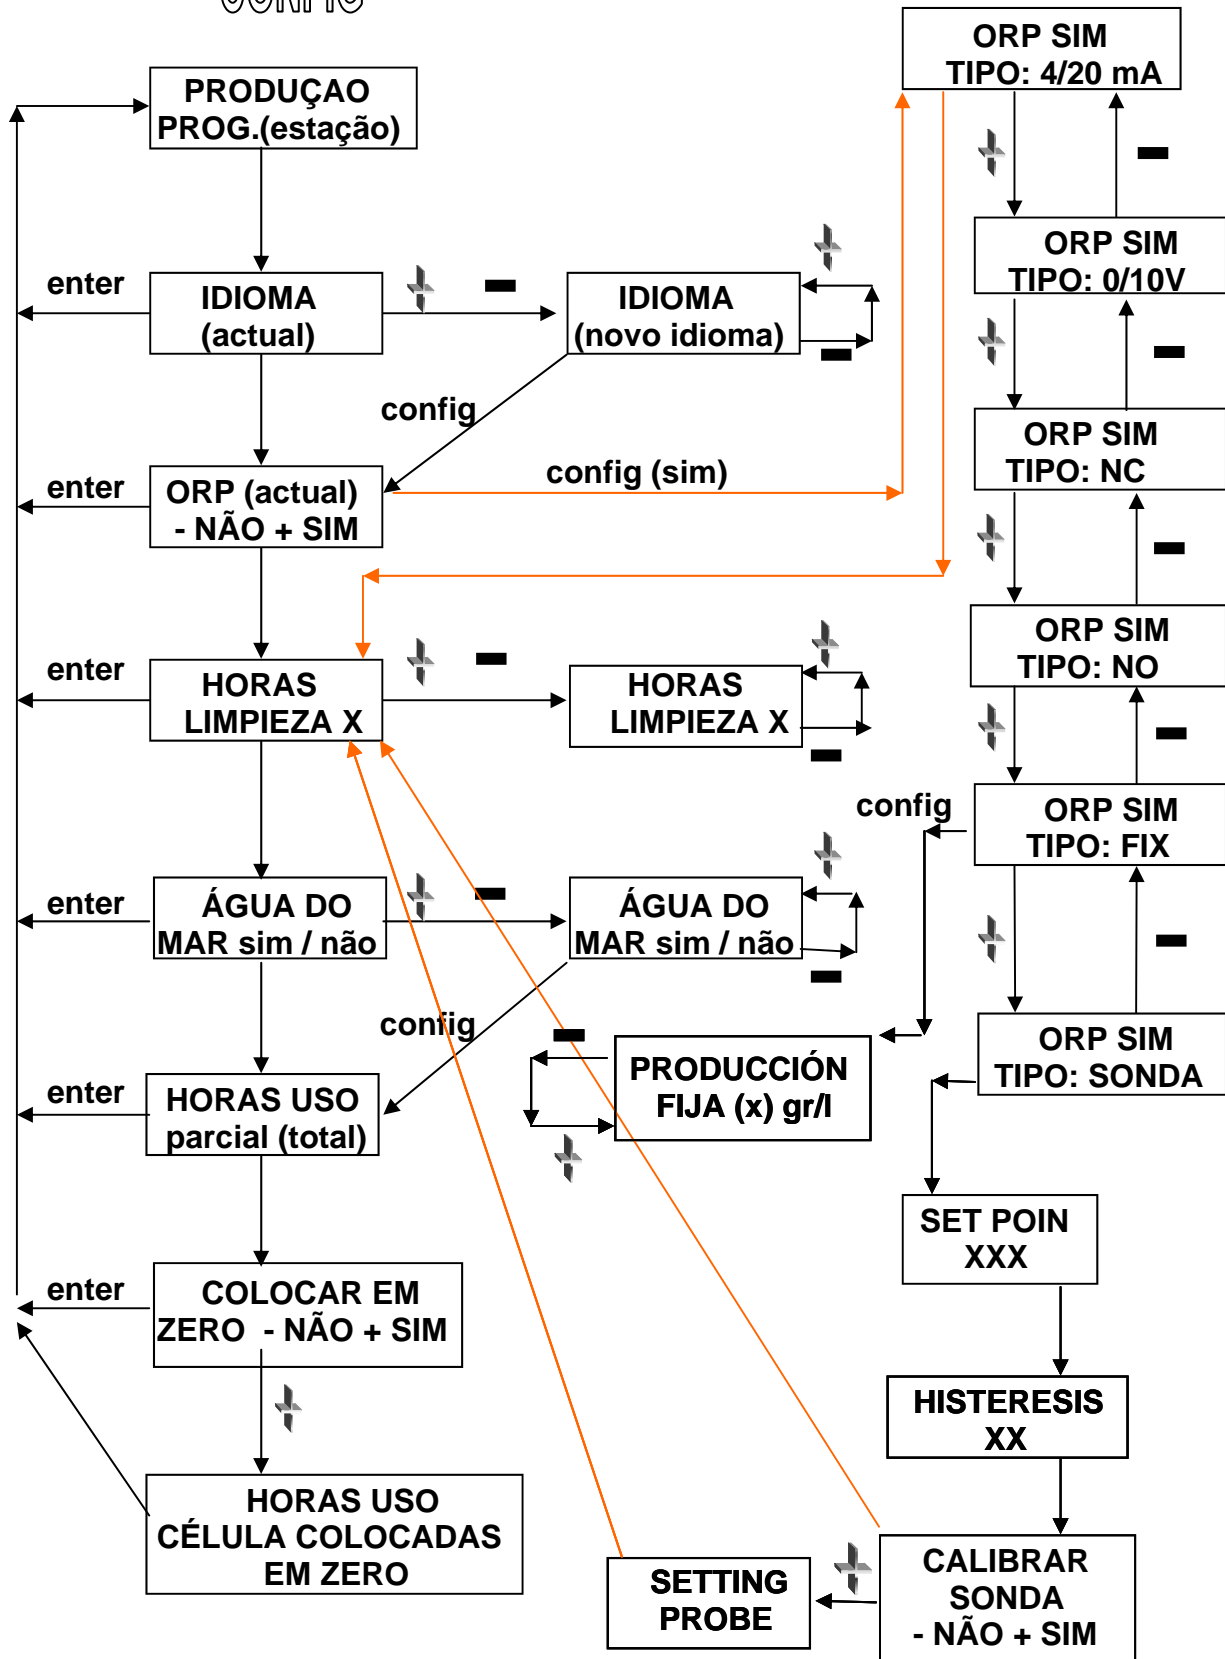 CONFIG
PRODUÇAO
PROG.(estação)
enter
IDIOMA
(actual)
IDIOMA
(novo idioma)
config
enter
ORP (actual)
- NÃO + SIM
config (sim)
enter
HORAS
LIMPIEZA X
HORAS
LIMPIEZA X
enter
ÁGUA DO
MAR sim / não
ÁGUA DO
MAR sim / não
config
enter
HORAS USO
parcial (total)
enter
COLOCAR EM
ZERO - NÃO + SIM
HORAS USO
CÉLULA COLOCADAS
EM ZERO
ORP SIM
TIPO: 4/20 mA
ORP SIM
TIPO: 0/10V
ORP SIM
TIPO: NC
ORP SIM
TIPO: NO
ORP SIM
TIPO: FIX
config
PRODUCCIÓN
FIJA (x) gr/l
ORP SIM
TIPO: SONDA
SET POIN
XXX
HISTERESIS
XX
CALIBRAR
SONDA
- NÃO + SIM
SETTING
PROBE